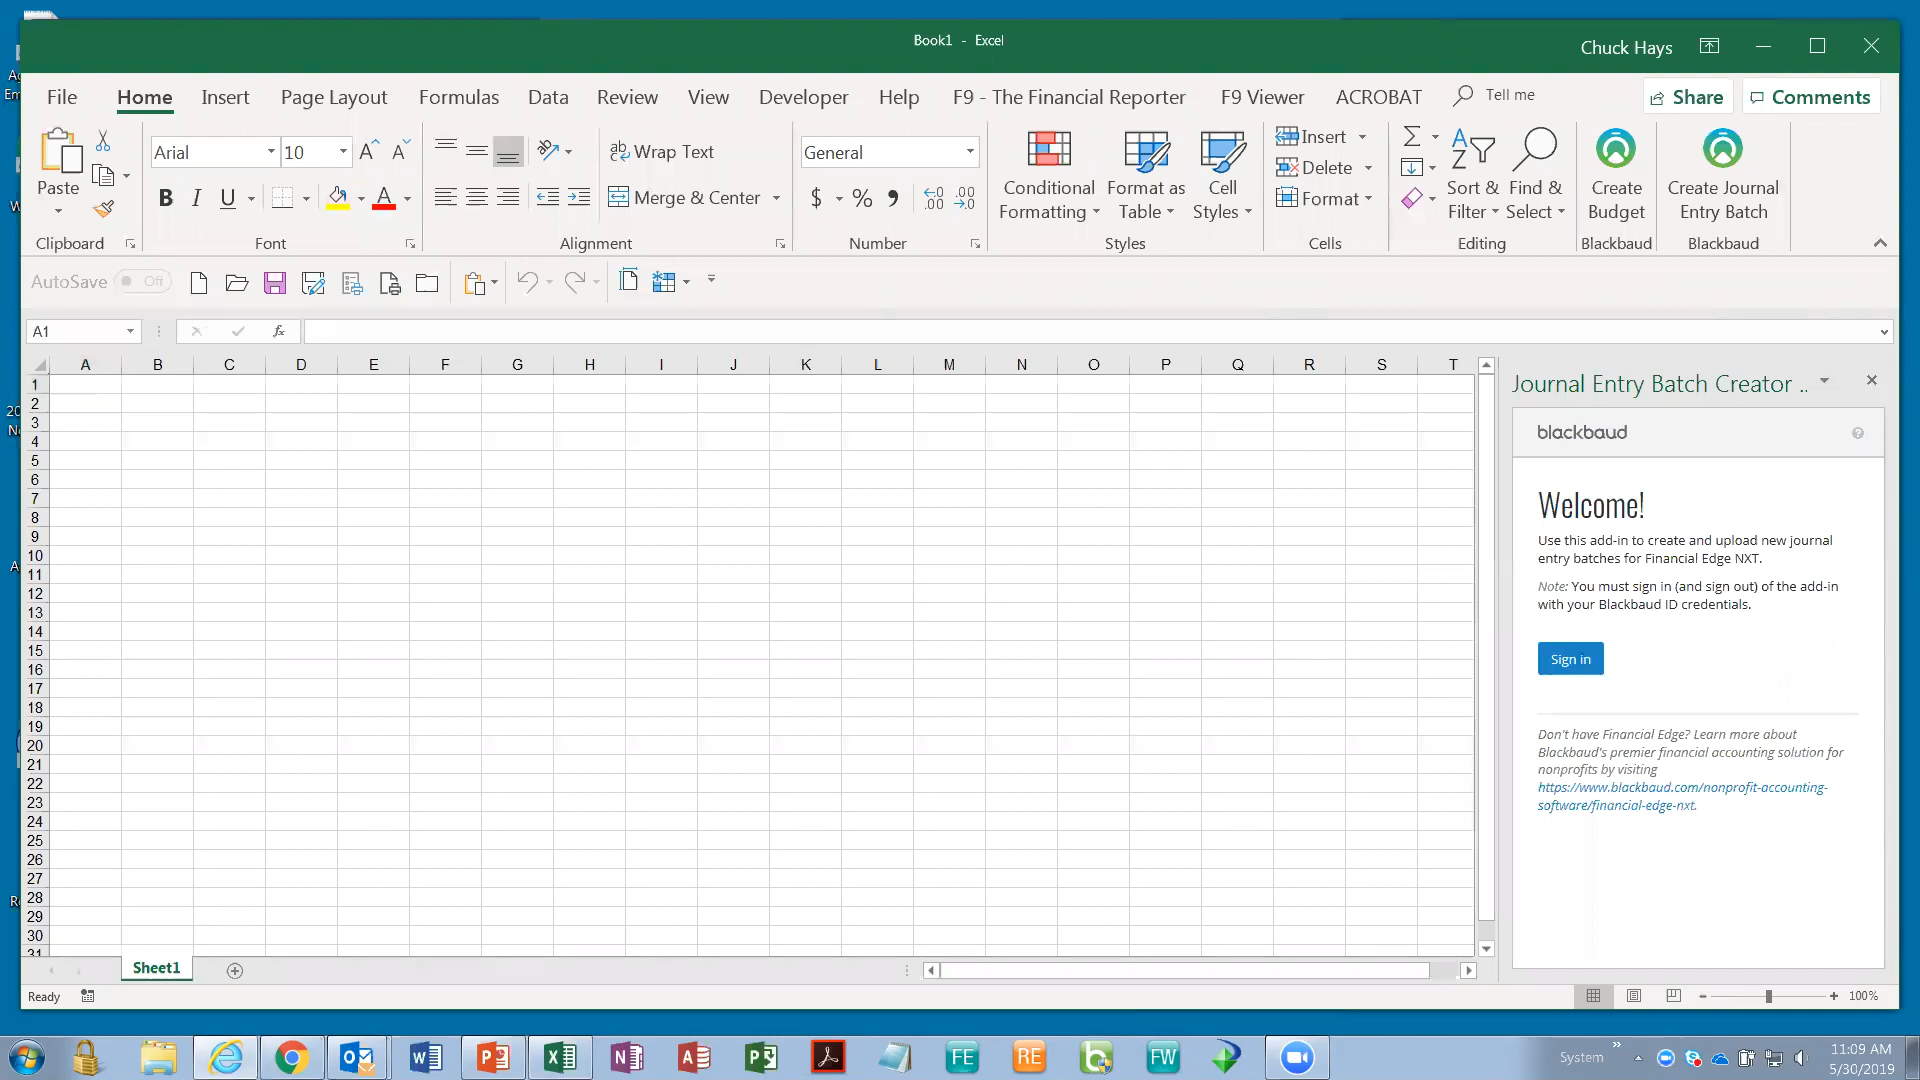 Book1 - Excel
Chuck Hays
File Home Insert Page Layout Formulas Data Review View Developer Help F9 - The Financial Reporter F9 Viewer ACROBAT Tell me Share Comments
Paste
Clipboard
Arial 10
B I U
Font
Wrap Text
Merge & Center
Alignment
General
$ % ,
Number
Conditional
Formatting
Format as
Table
Cell
Styles
Styles
Insert
Delete
Format
Cells
Sort &
Filter
Find &
Select
Editing
Create
Budget
Blackbaud
Create Journal
Entry Batch
Blackbaud
AutoSave Off
A1 fx
A B C D E F G H I J K L M N O P Q R S T
1
2
3
4
5
6
7
8
9
10
11
12
13
14
15
16
17
18
19
20
21
22
23
24
25
26
27
28
29
30
31
Journal Entry Batch Creator ..
blackbaud
Welcome!
Use this add-in to create and upload new journal
entry batches for Financial Edge NXT.
Note: You must sign in (and sign out) of the add-in
with your Blackbaud ID credentials.
Sign in
Don't have Financial Edge? Learn more about
Blackbaud's premier financial accounting solution for
nonprofits by visiting
https://www.blackbaud.com/nonprofit-accounting-
software/financial-edge-nxt.
Sheet1
Ready
100%
FE RE FW
System
11:09 AM
5/30/2019